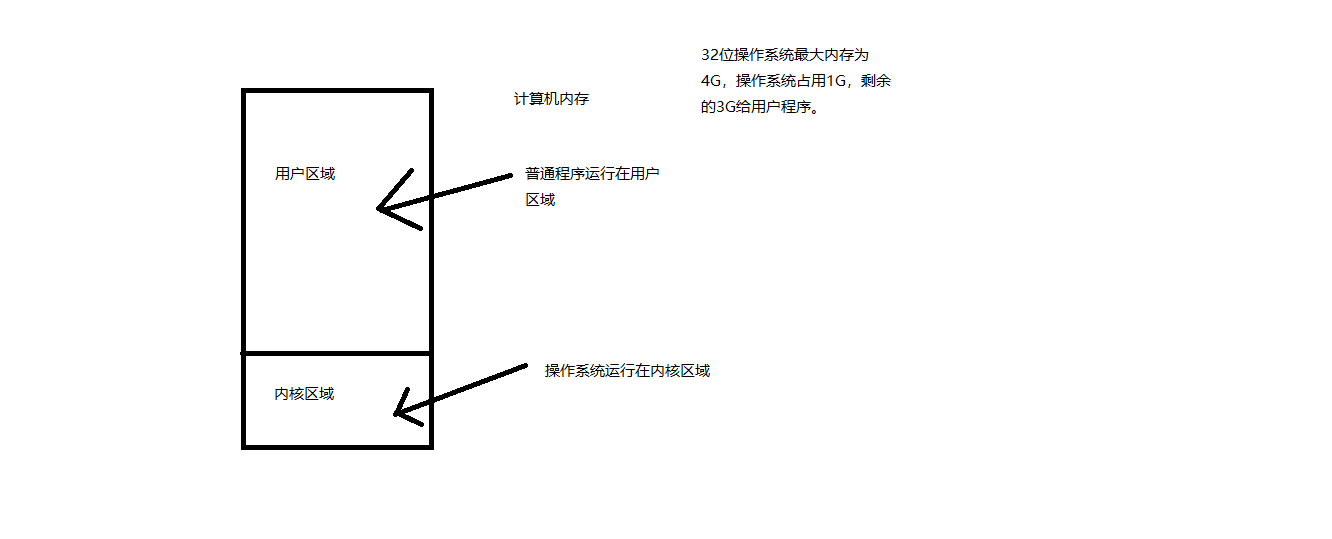 32位操作系统最大内存为
4G，操作系统占用1G，剩余
的3G给用户程序。
计算机内存
用户区域
普通程序运行在用户
区域
操作系统运行在内核区域
内核区域